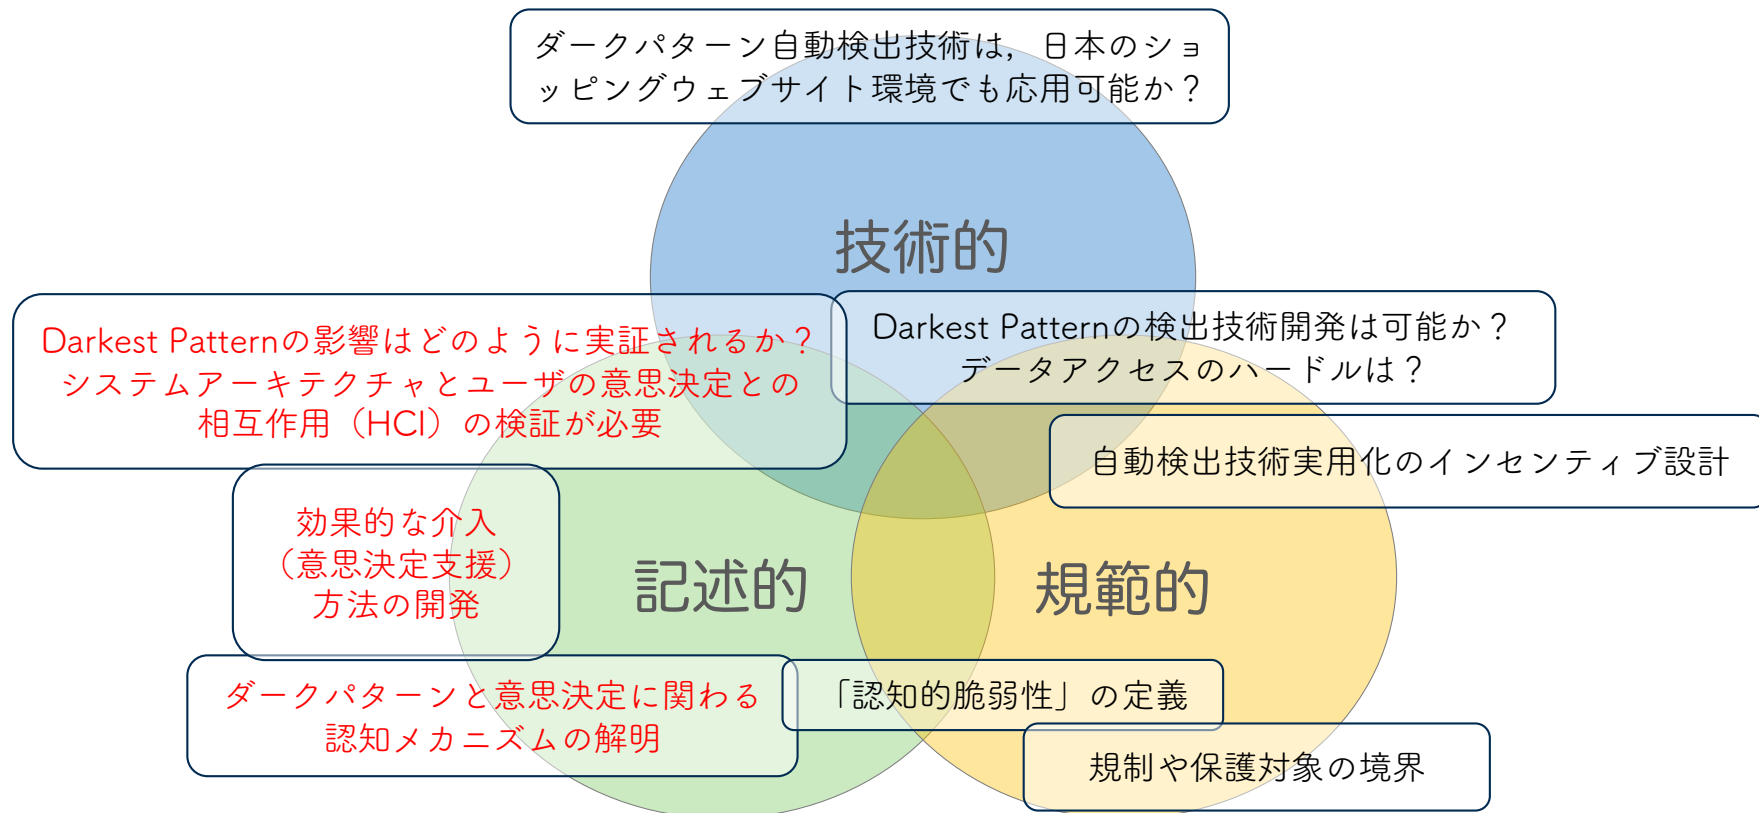 ダークパターン自動検出技術は，日本のショ
ッピングウェブサイト環境でも応用可能か？
技術的
Darkest Patternの影響はどのように実証されるか？
システムアーキテクチャとユーザの意思決定との
相互作用（HCI）の検証が必要
Darkest Patternの検出技術開発は可能か？
データアクセスのハードルは？
自動検出技術実用化のインセンティブ設計
効果的な介入
（意思決定支援）
方法の開発
記述的
規範的
ダークパターンと意思決定に関わる
認知メカニズムの解明
「認知的脆弱性」の定義
規制や保護対象の境界